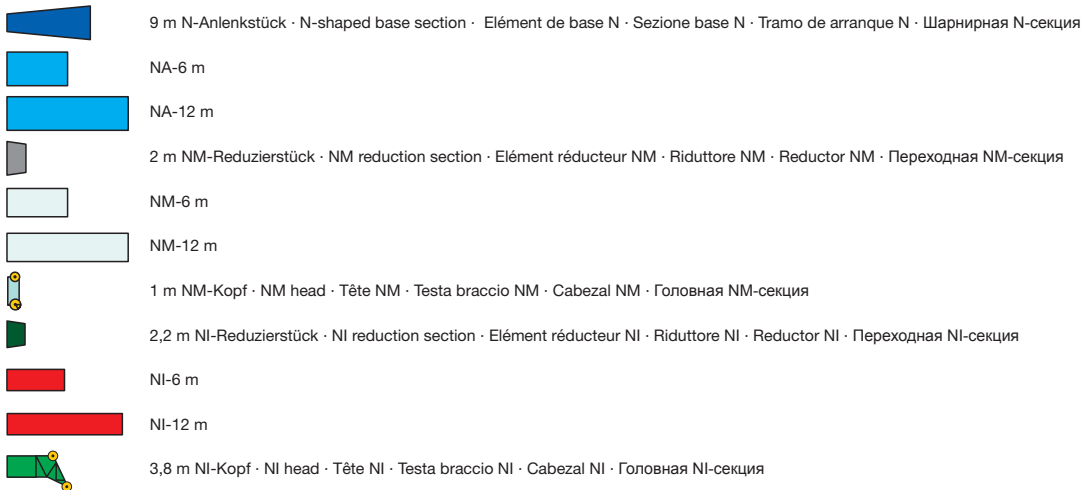 9 m N-Anlenkstück · N-shaped base section · Elément de base N · Sezione base N · Tramo de arranque N · Шарнирная N-секция
NA-6 m
NA-12 m
2 m NM-Reduzierstück · NM reduction section · Elément réducteur NM · Riduttore NM · Reductor NM · Переходная NM-секция
NM-6 m
NM-12 m
1 m NM-Kopf · NM head · Tête NM · Testa braccio NM · Cabezal NM · Головная NM-секция
2,2 m NI-Reduzierstück · NI reduction section · Elément réducteur NI · Riduttore NI · Reductor NI · Переходная NI-секция
NI-6 m
NI-12 m
3,8 m NI-Kopf · NI head · Tête NI · Testa braccio NI · Cabezal NI · Головная NI-секция